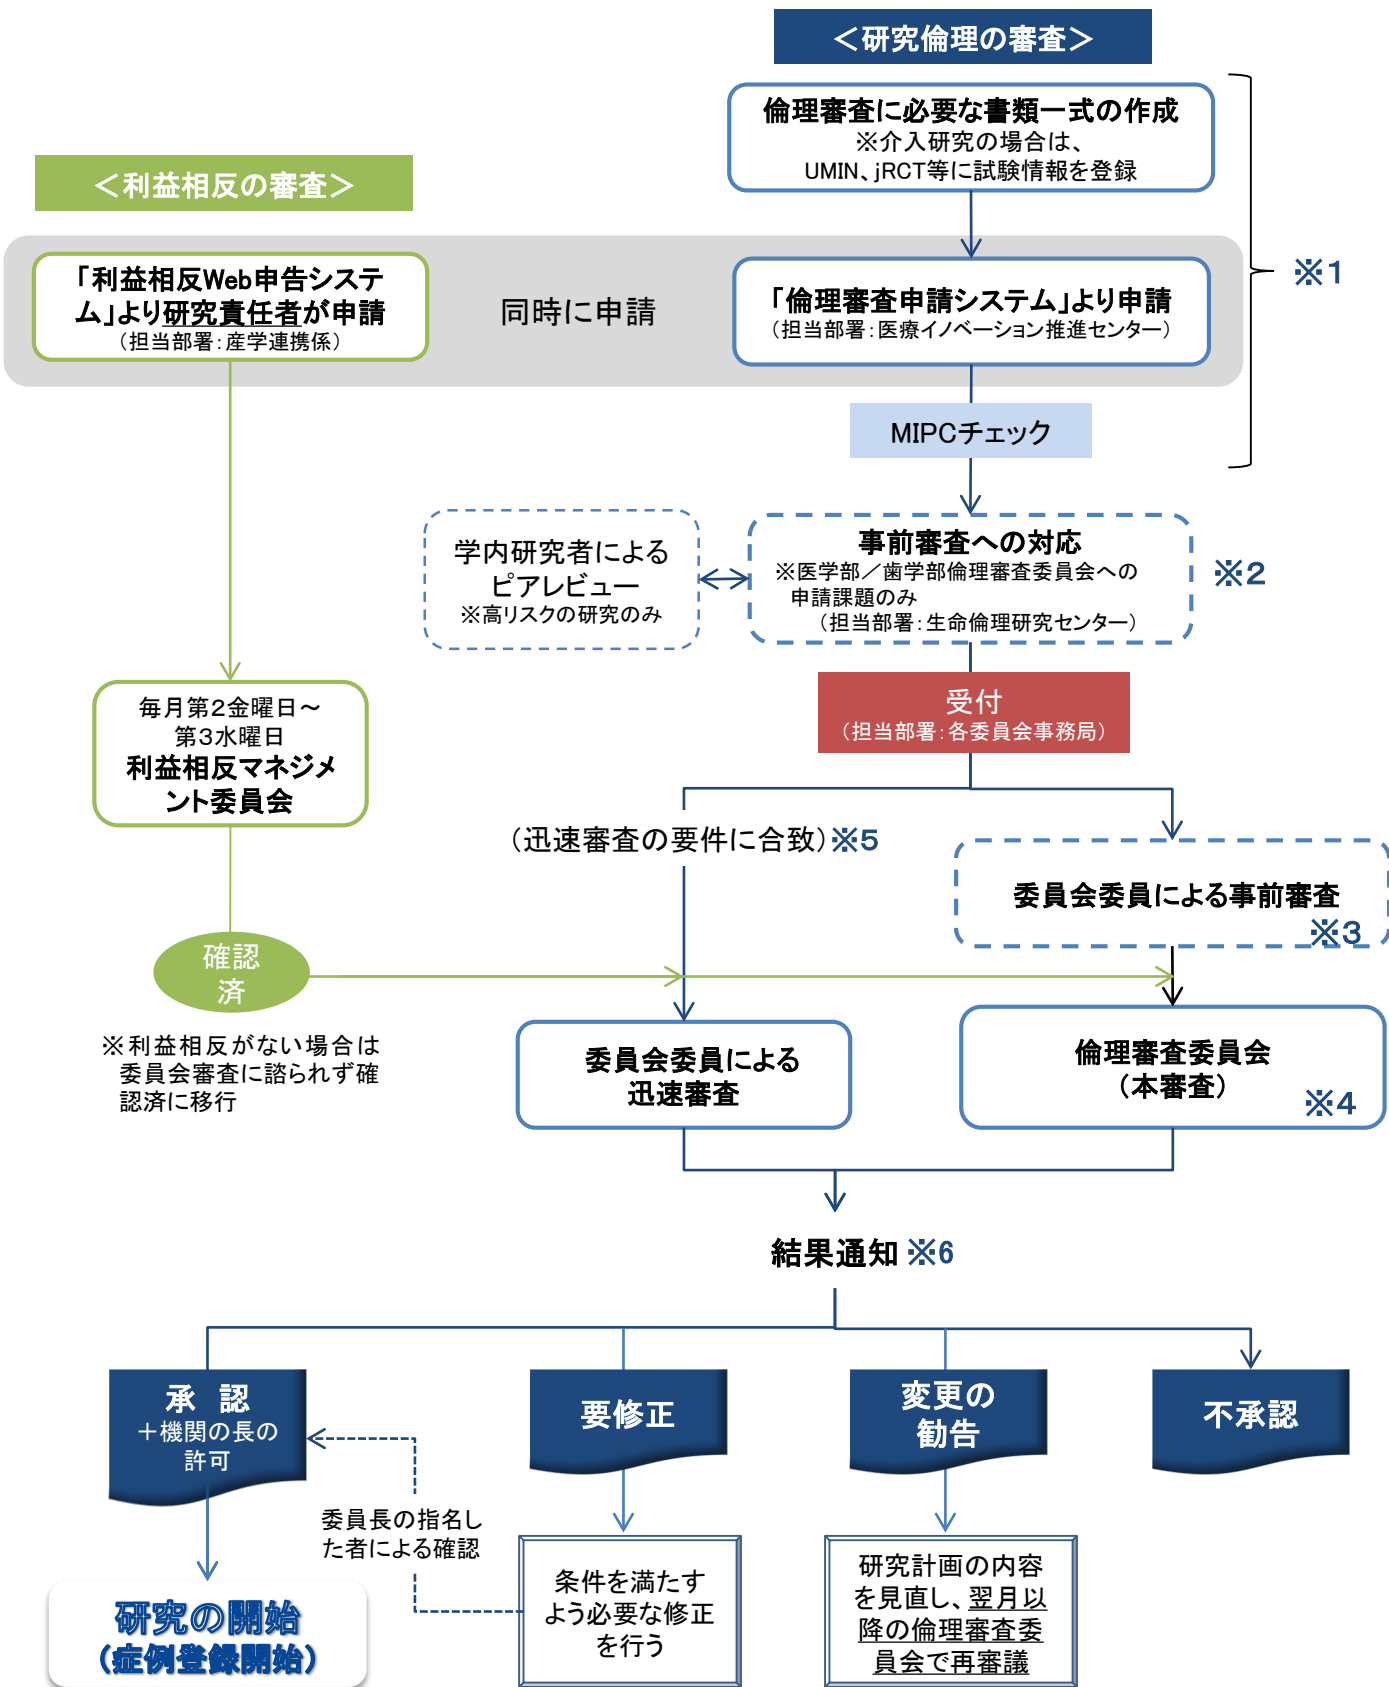 ＜研究倫理の審査＞
倫理審査に必要な書類一式の作成
※介入研究の場合は、
UMIN、jRCT等に試験情報を登録
＜利益相反の審査＞
「利益相反Web申告システ
ム」より研究責任者が申請
（担当部署：産学連携係）
同時に申請
「倫理審査申請システム」より申請
（担当部署：医療イノベーション推進センター）
※1
MIPCチェック
学内研究者による
ピアレビュー
※高リスクの研究のみ
事前審査への対応
※医学部／歯学部倫理審査委員会への
申請課題のみ
（担当部署：生命倫理研究センター）
※2
受付
（担当部署：各委員会事務局）
毎月第2金曜日～
第3水曜日
利益相反マネジメ
ント委員会
（迅速審査の要件に合致）※5
委員会委員による事前審査
※3
確認
済
※利益相反がない場合は
委員会審査に諮られず確
認済に移行
委員会委員による
迅速審査
倫理審査委員会
（本審査）
※4
結果通知 ※6
承　認
＋機関の長の
許可
要修正
変更の
勧告
不承認
委員長の指名し
た者による確認
条件を満たす
よう必要な修正
を行う
研究計画の内容
を見直し、翌月以
降の倫理審査委
員会で再審議
研究の開始
（症例登録開始）